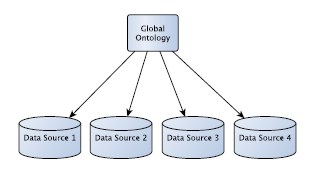 Global
Ontology
Data Source 1
Data Source 2
Data Source 3
Data Source 4